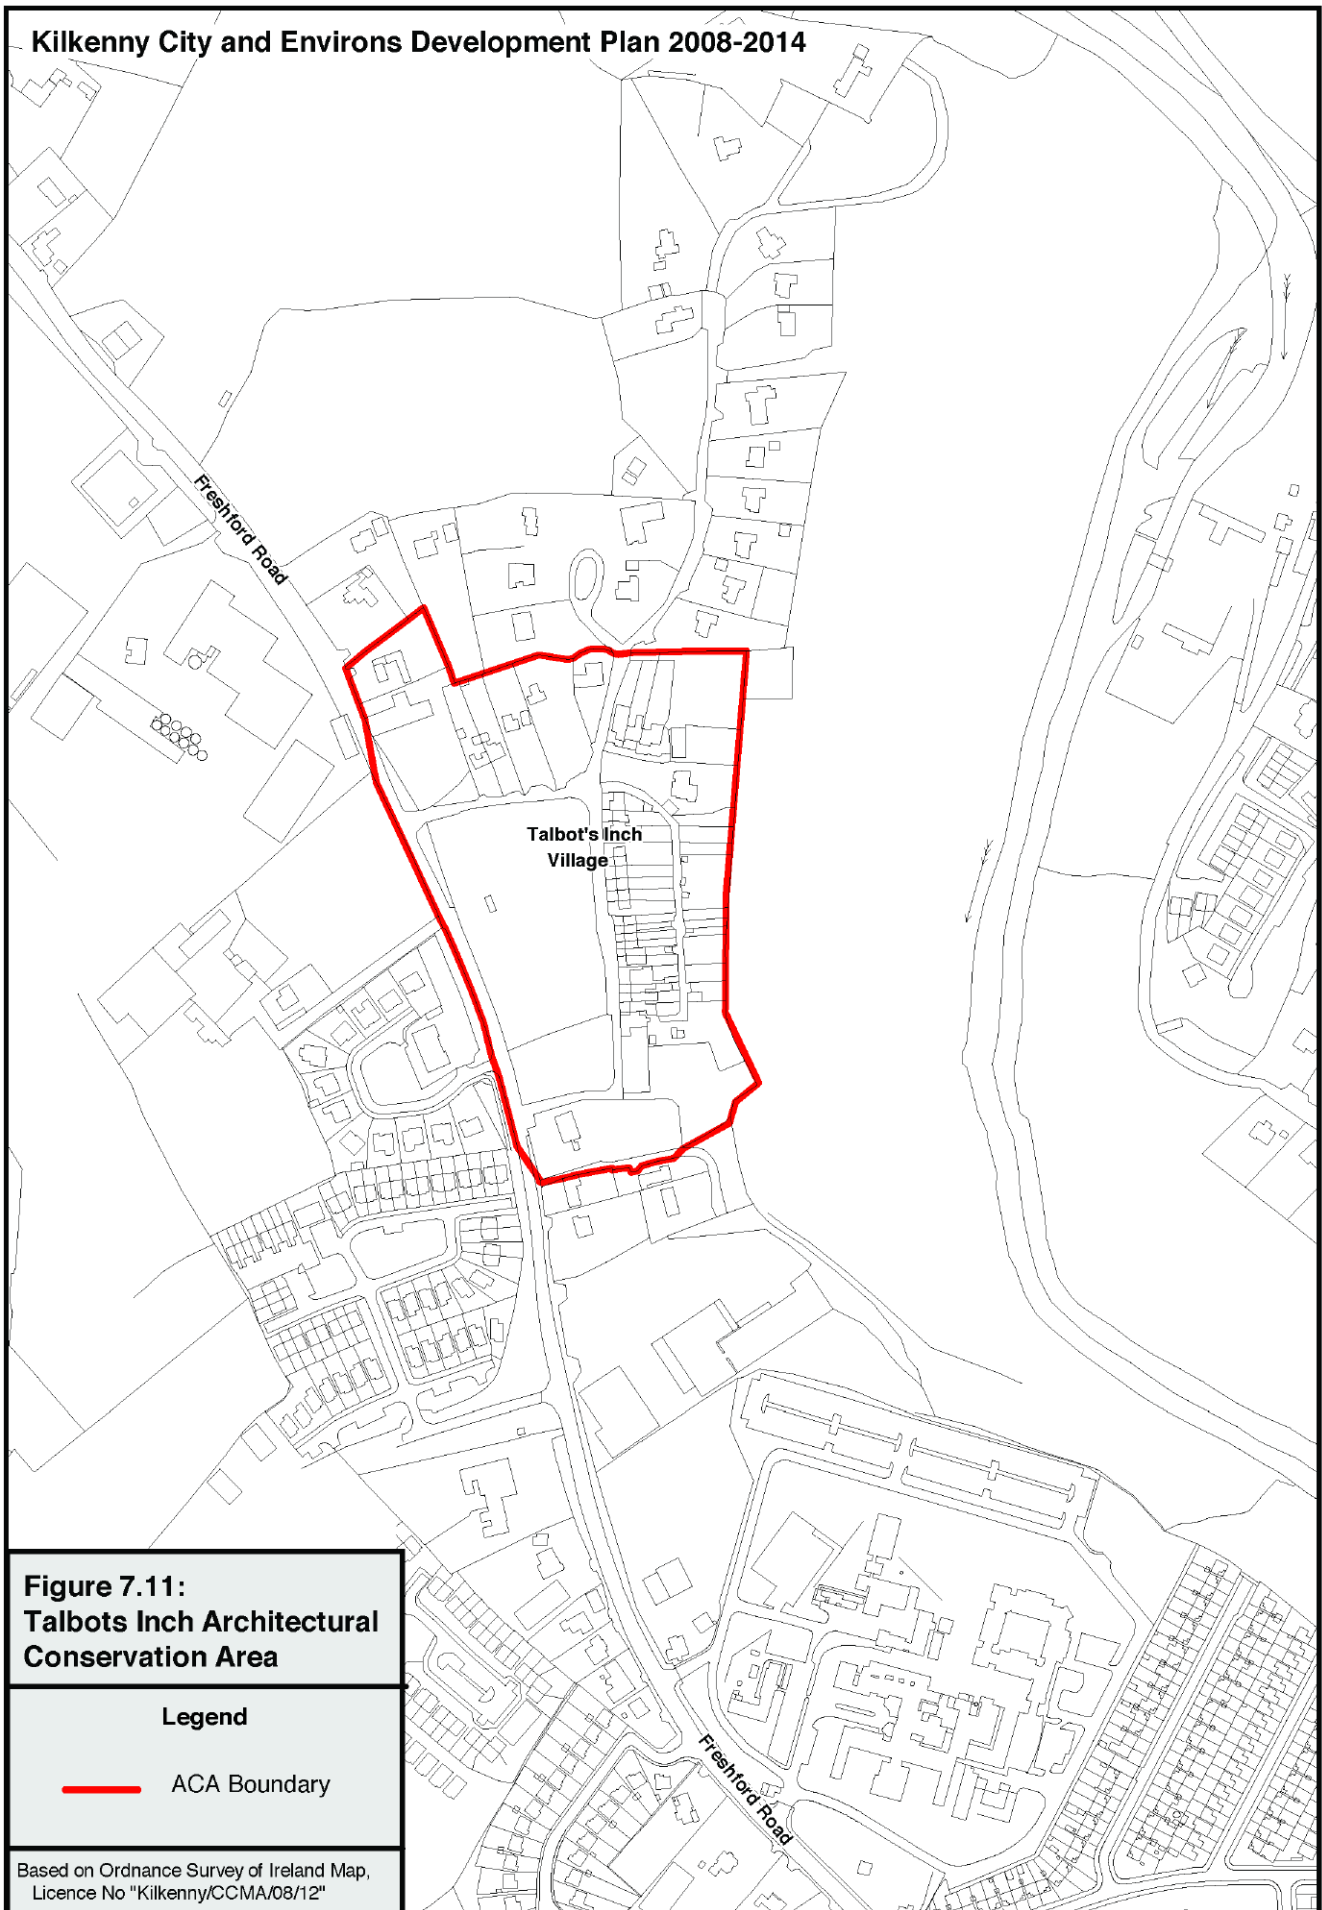 Kilkenny City and Environs Development Plan 2008-2014
Freshford Road
Talbot's Inch
Village
Freshford Road
Figure 7.11:
Talbots Inch Architectural
Conservation Area
Legend
ACA Boundary
Based on Ordnance Survey of Ireland Map,
Licence No "Kilkenny/CCMA/08/12"